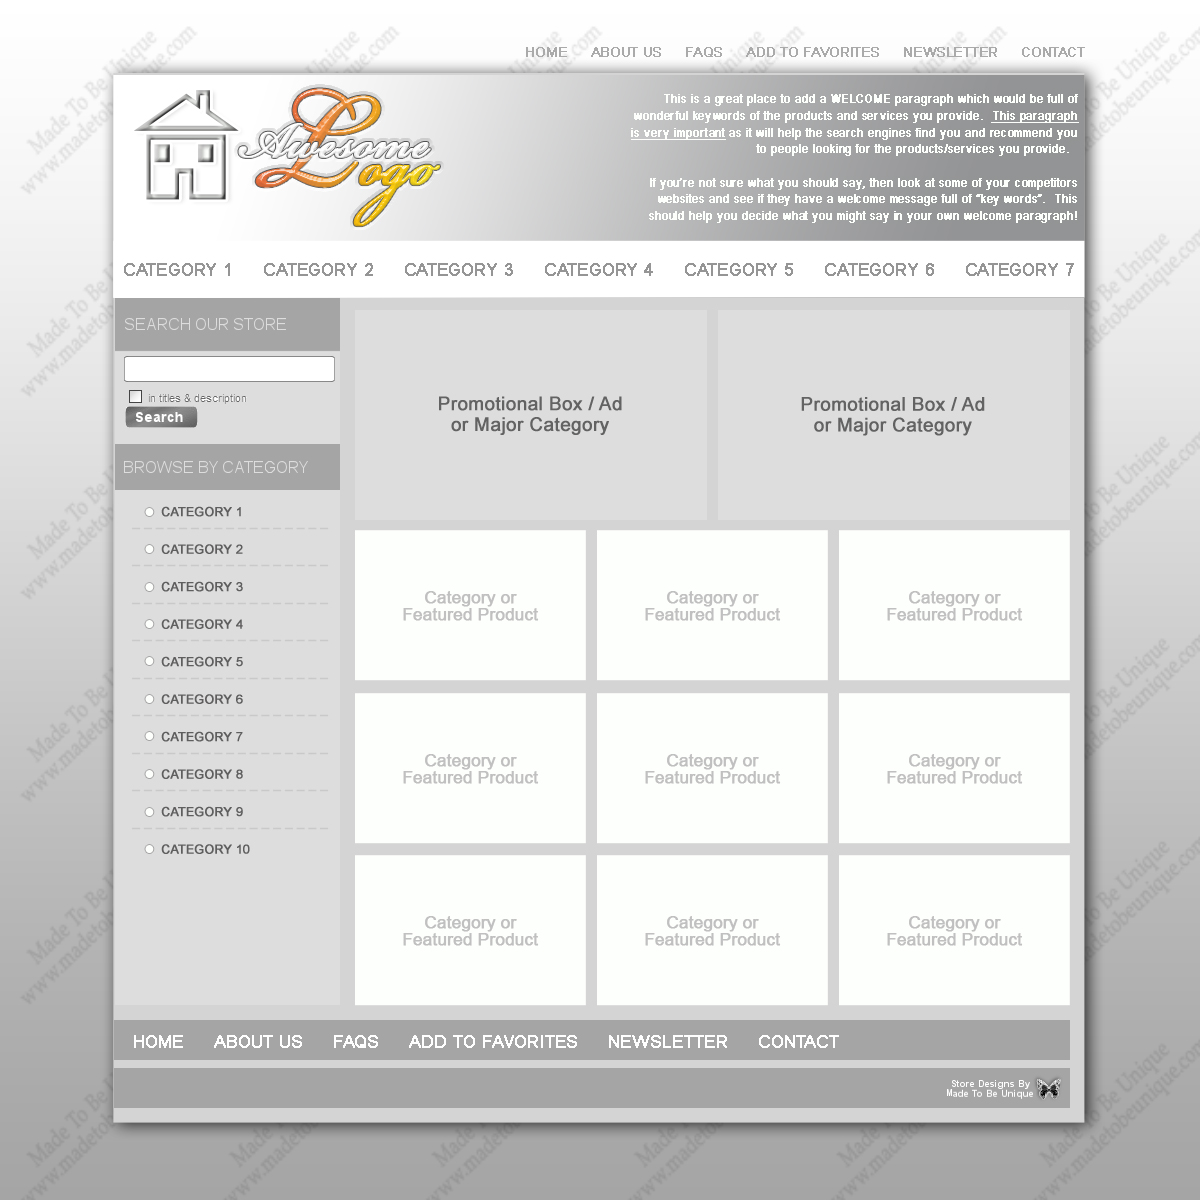 HOME ABOUT US FAQS ADD TO FAVORITES NEWSLETTER CONTACT
Awesome
Logo
This is a great place to add a WELCOME paragraph which would be full of
wonderful keywords of the products and services you provide. This paragraph
is very important as it will help the search engines find you and recommend you
to people looking for the products/services you provide.
If you're not sure what you should say, then look at some of your competitors
websites and see if they have a welcome message full of "key words". This
should help you decide what you might say in your own welcome paragraph!
CATEGORY 1 CATEGORY 2 CATEGORY 3 CATEGORY 4 CATEGORY 5 CATEGORY 6 CATEGORY 7
SEARCH OUR STORE
in titles & description
Search
BROWSE BY CATEGORY
CATEGORY 1
CATEGORY 2
CATEGORY 3
CATEGORY 4
CATEGORY 5
CATEGORY 6
CATEGORY 7
CATEGORY 8
CATEGORY 9
CATEGORY 10
Promotional Box / Ad
or Major Category
Promotional Box / Ad
or Major Category
Category or
Featured Product
Category or
Featured Product
Category or
Featured Product
Category or
Featured Product
Category or
Featured Product
Category or
Featured Product
Category or
Featured Product
Category or
Featured Product
Category or
Featured Product
HOME ABOUT US FAQS ADD TO FAVORITES NEWSLETTER CONTACT
Store Designs By
Made To Be Unique
Made To Be Unique
www.madetobeunique.com